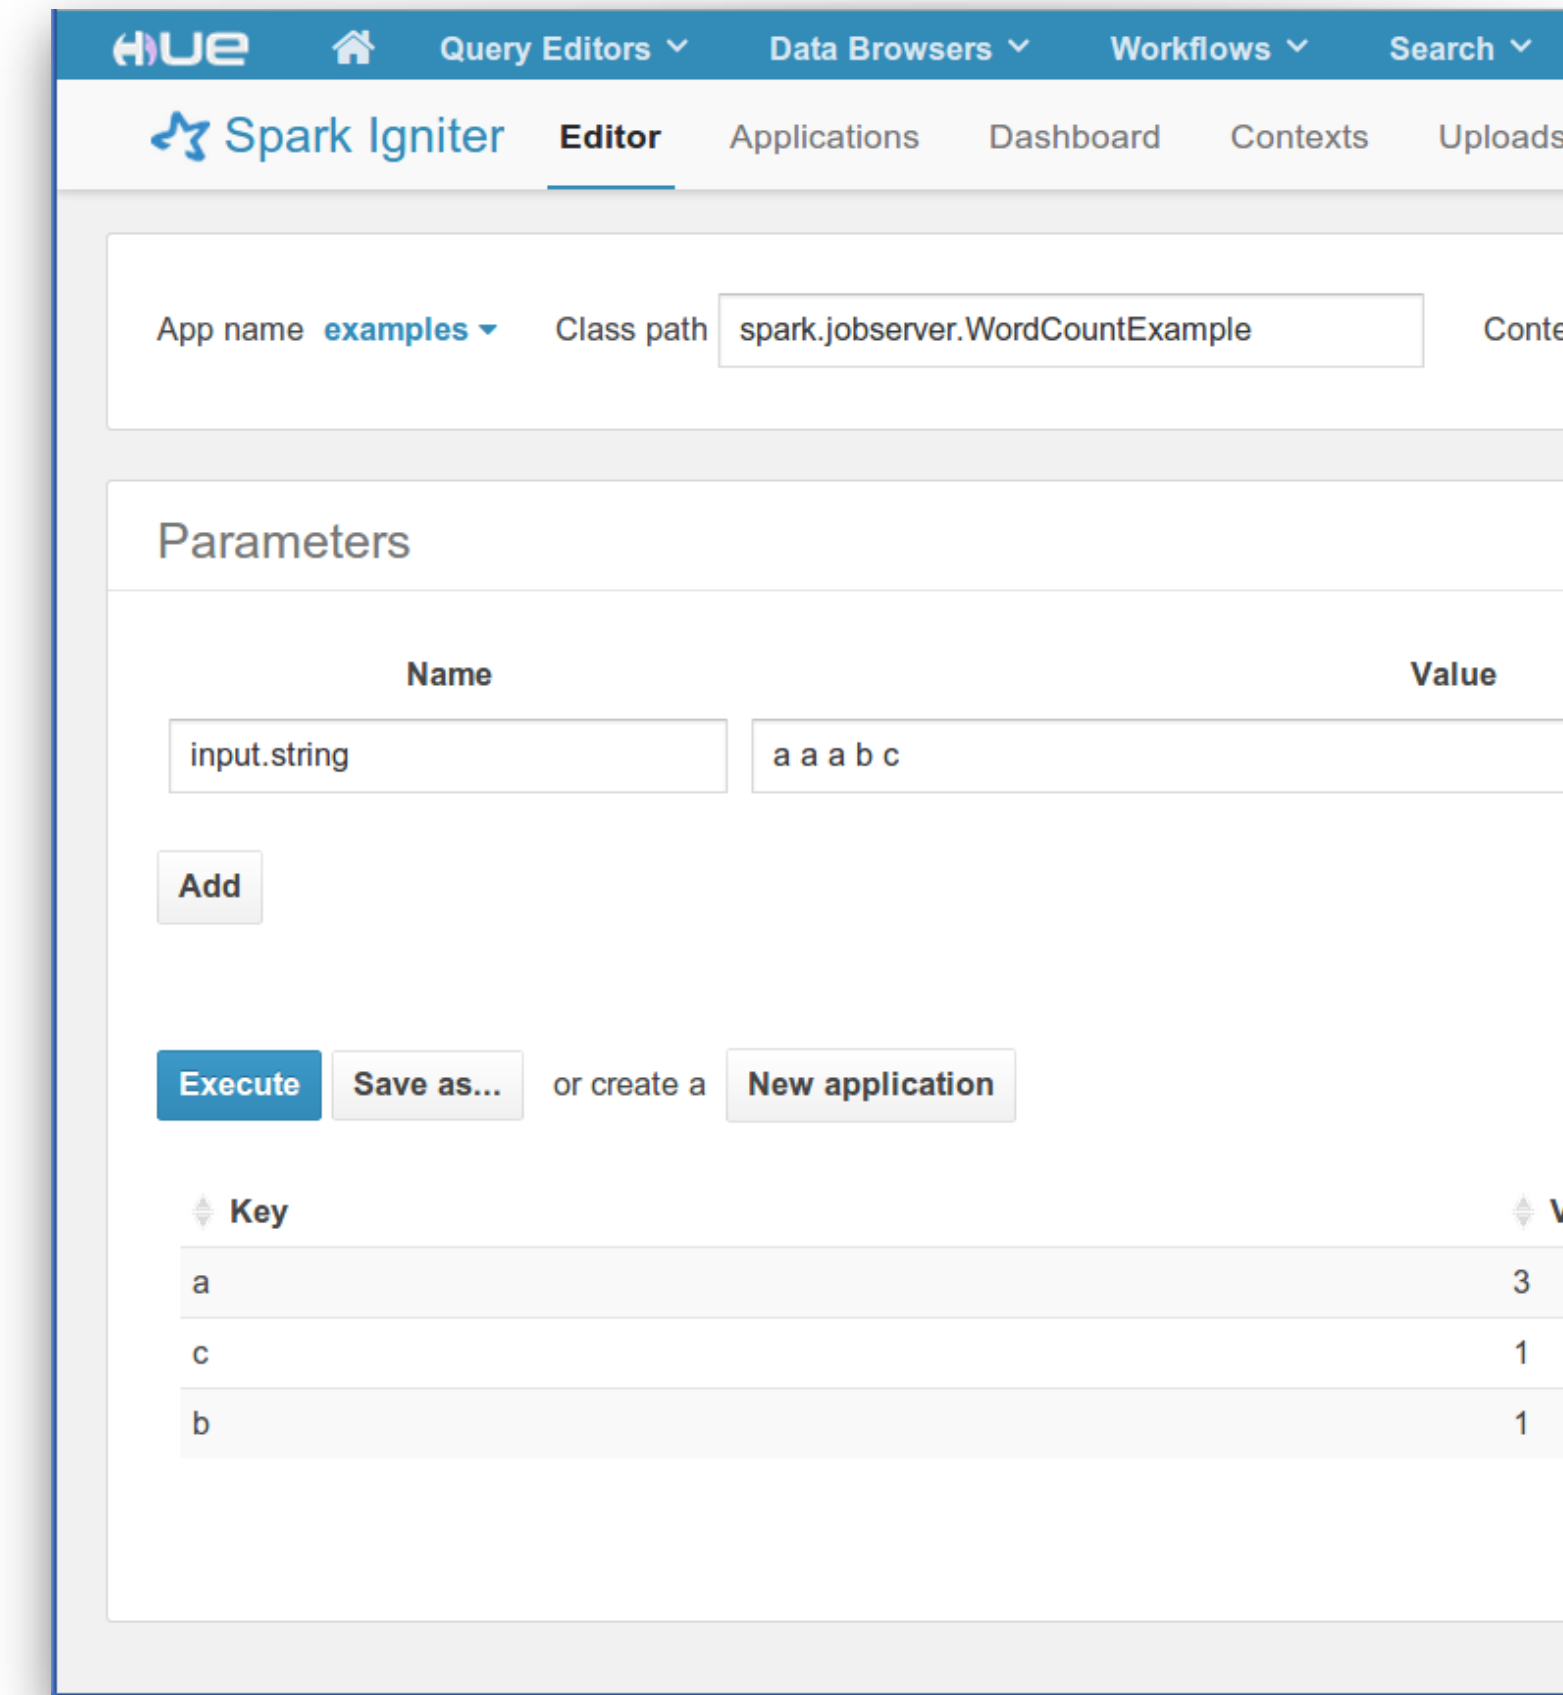 HUE Query Editors Data Browsers Workflows Search
Spark Igniter Editor Applications Dashboard Contexts Uploads
App name examples Class path spark.jobserver.WordCountExample
Parameters
Name Value
input.string a a a b c
Add
Execute Save as... or create a New application
Key
a 3
c 1
b 1